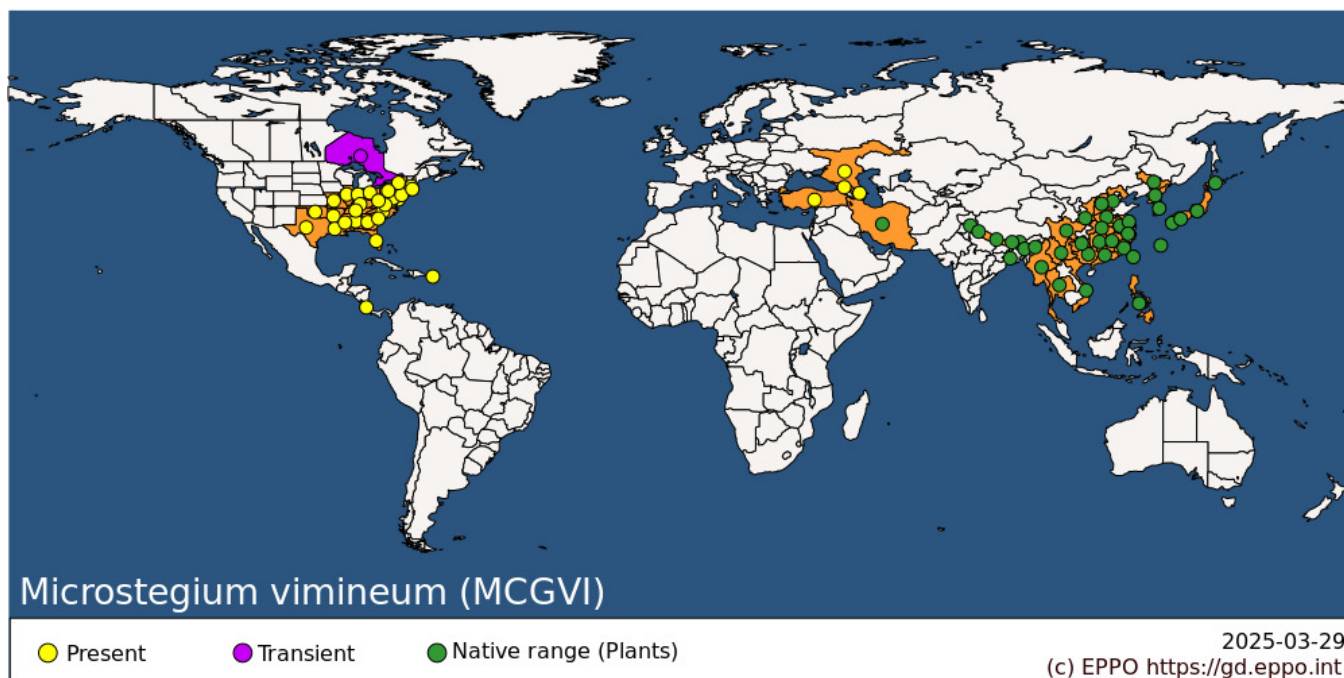 Microstegium vimineum (MCGVI)
Present
Transient
Native range (Plants)
2025-03-29
(c) EPPO https://gd.eppo.int